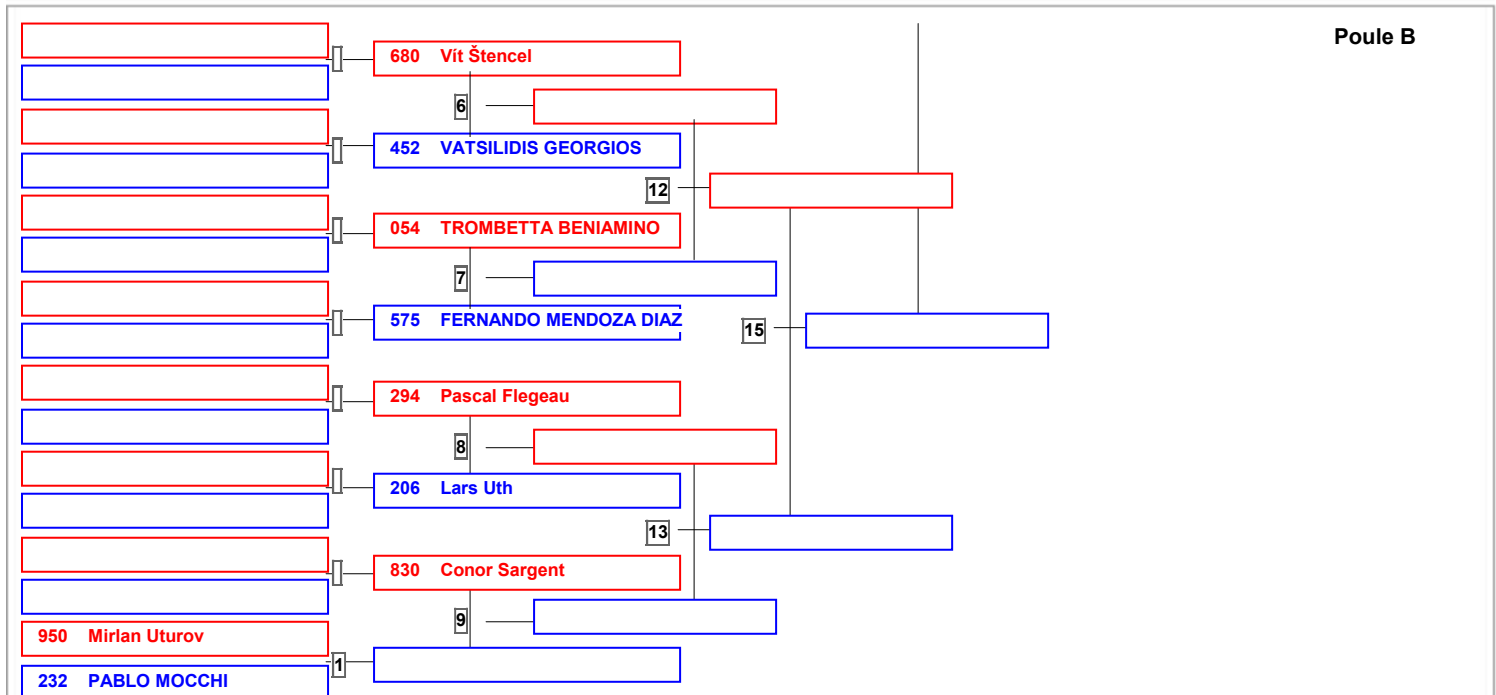 Poule B
680 Vít Štencel
6
452 VATSILIDIS GEORGIOS
12
054 TROMBETTA BENIAMINO
7
575 FERNANDO MENDOZA DIAZ
15
294 Pascal Flegeau
8
206 Lars Uth
13
830 Conor Sargent
9
950 Mirlan Uturov
1
232 PABLO MOCCHI